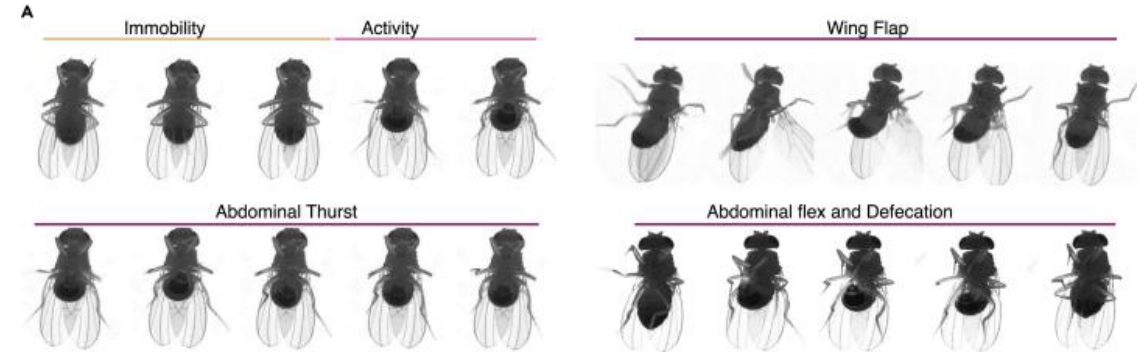 A
Immobility Activity Wing Flap
Abdominal Thurst Abdominal flex and Defecation